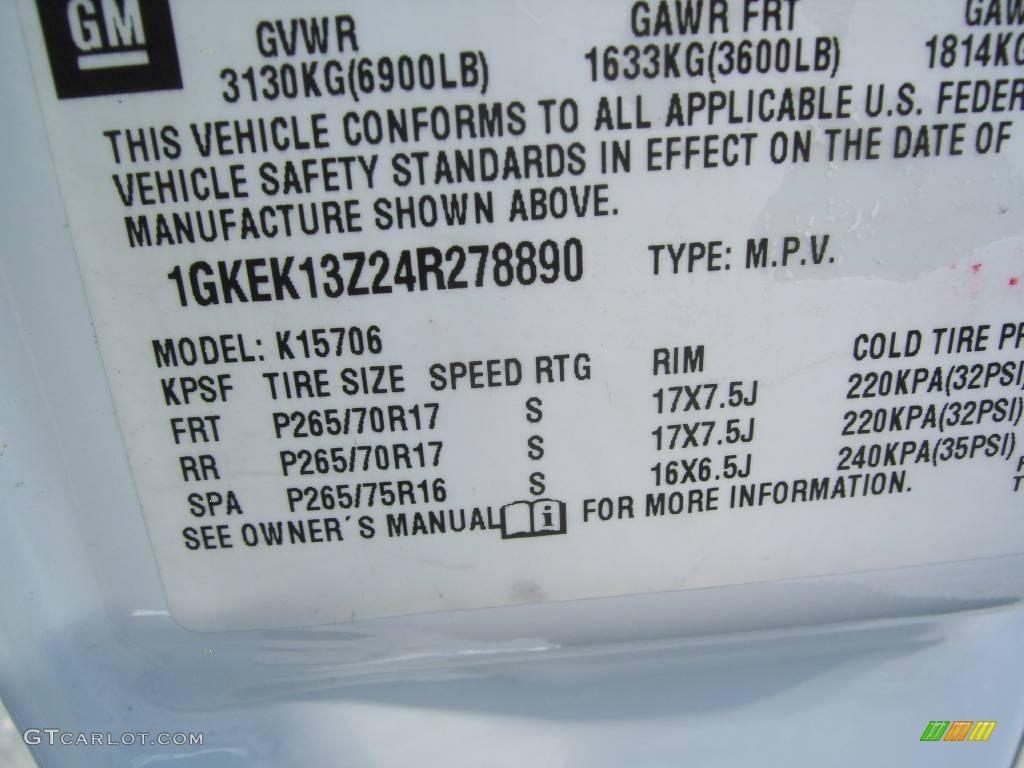 GM
GVWR GAWR FRT
3130KG(6900LB) 1633KG(3600LB)
THIS VEHICLE CONFORMS TO ALL APPLICABLE U.S.
VEHICLE SAFETY STANDARDS IN EFFECT ON THE DATE OF
MANUFACTURE SHOWN ABOVE.
1GKEK13Z24R278890 TYPE: M.P.V.
MODEL: K15706
KPSF TIRE SIZE SPEED RTG RIM COLD TIRE
FRT P265/70R17 S 17X7.5J 220KPA(32PSI)
RR P265/70R17 S 17X7.5J 220KPA(32PSI)
SPA P265/75R16 S 16X6.5J 240KPA(35PSI)
SEE OWNER´S MANUAL FOR MORE INFORMATION.
GTCARLOT.COM